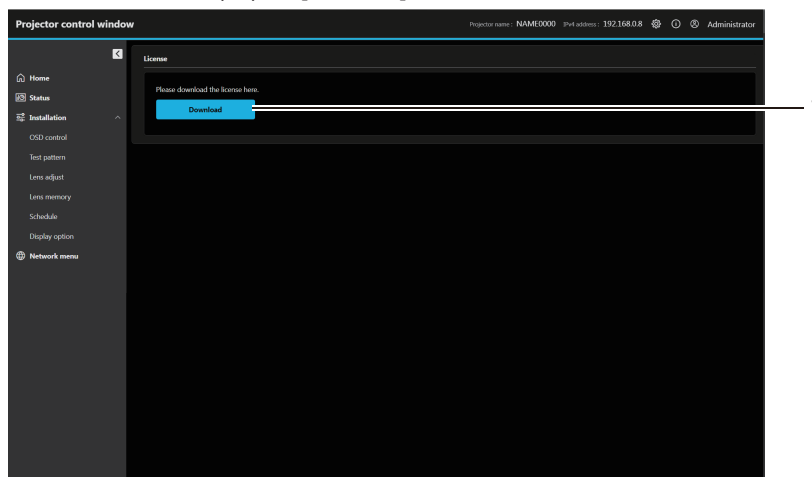 Projector control window
Projector name : NAME0000 IPv4 address : 192.168.0.8 Administrator
License
Home
Please download the license here.
Status
Download
Installation
OSD control
Test pattern
Lens adjust
Lens memory
Schedule
Display option
Network menu